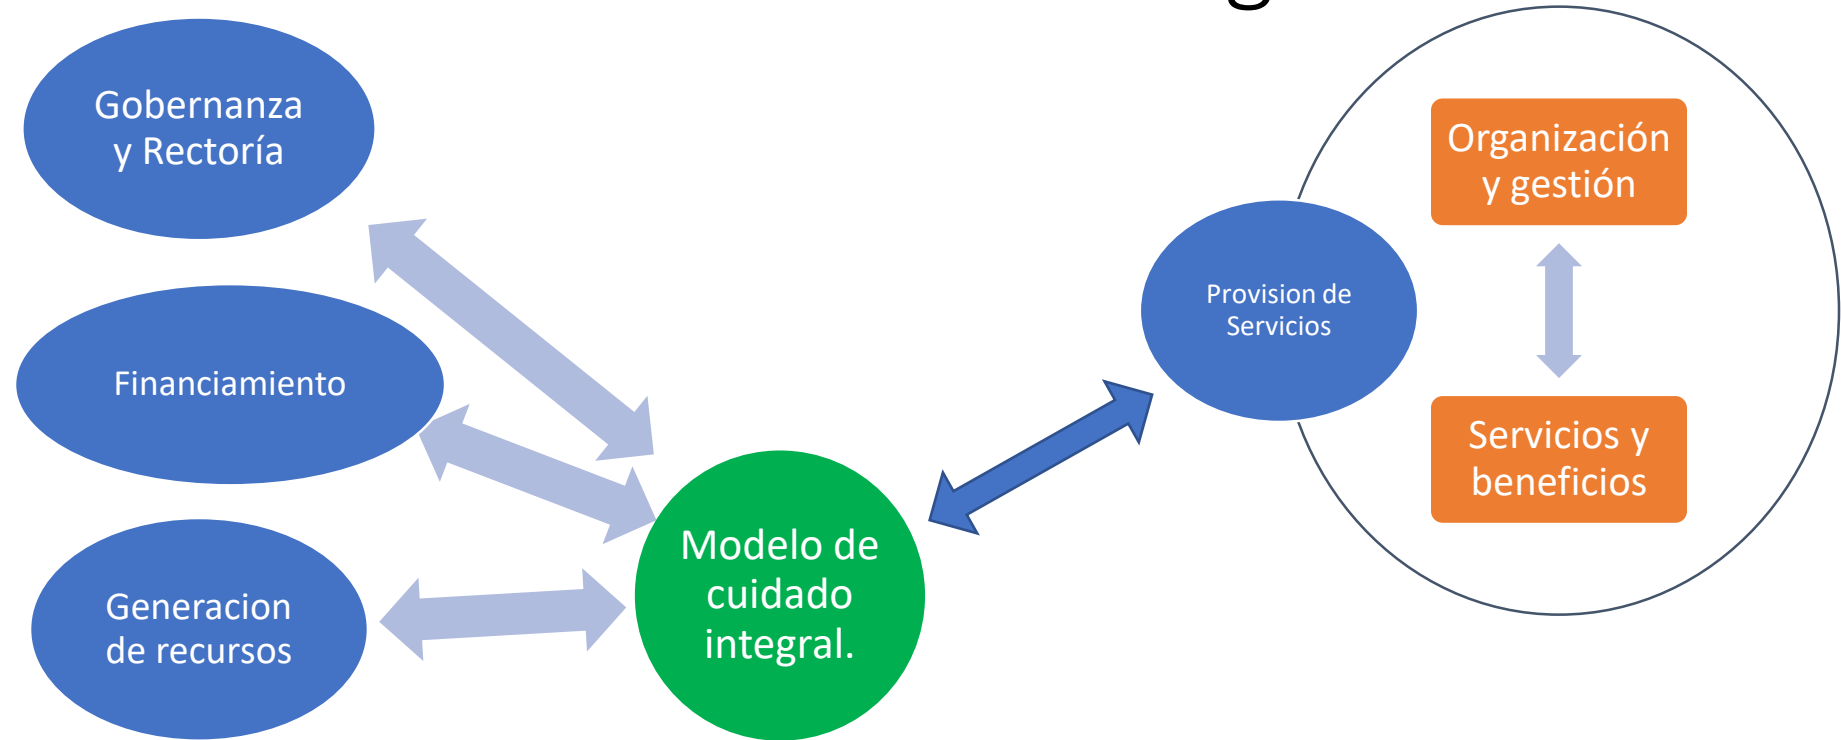 Gobernanza
y Rectoría
Financiamiento
Generacion
de recursos
Modelo de
cuidado
integral.
Provision de
Servicios
Organización
y gestión
Servicios y
beneficios